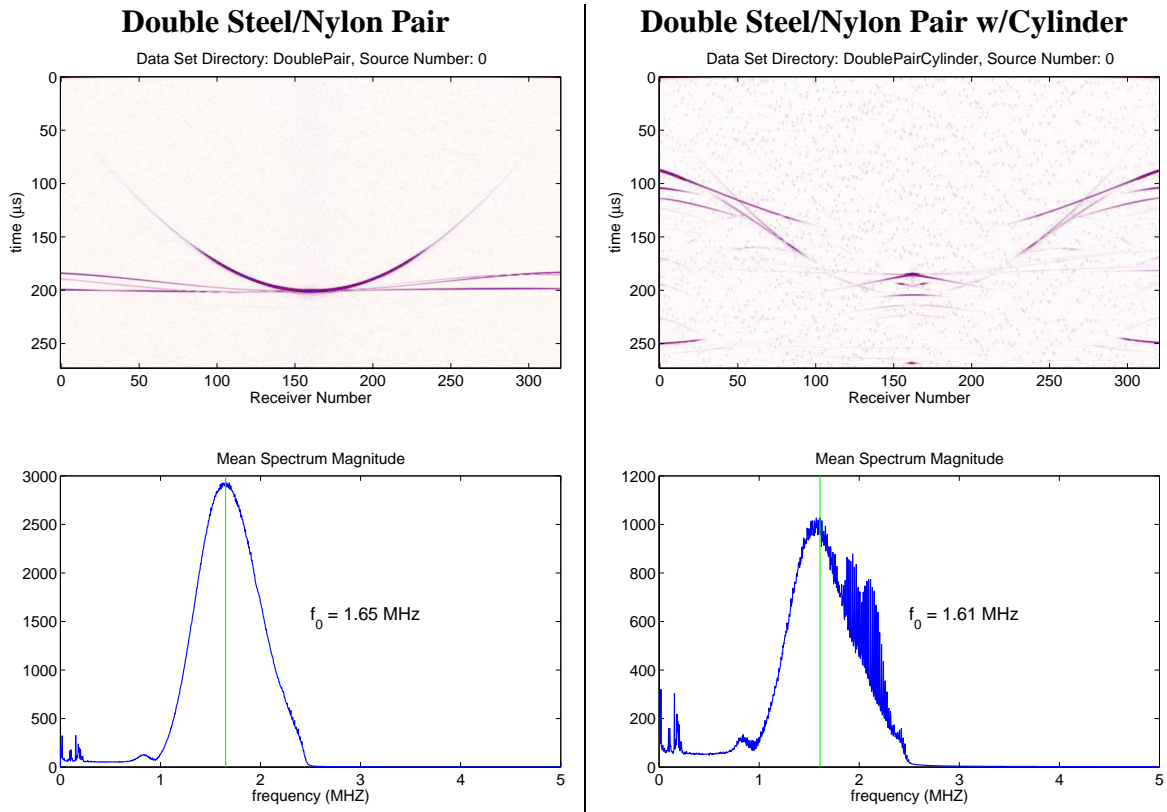 Double Steel/Nylon Pair
Data Set Directory: DoublePair, Source Number: 0
0
50
100
150
200
250
time (µs)
0 50 100 150 200 250 300
Receiver Number
Mean Spectrum Magnitude
3000
2500
2000
1500
1000
500
0
f_0 = 1.65 MHz
0 1 2 3 4 5
frequency (MHZ)
Double Steel/Nylon Pair w/Cylinder
Data Set Directory: DoublePairCylinder, Source Number: 0
0
50
100
150
200
250
time (µs)
0 50 100 150 200 250 300
Receiver Number
Mean Spectrum Magnitude
1200
1000
800
600
400
200
0
f_0 = 1.61 MHz
0 1 2 3 4 5
frequency (MHZ)